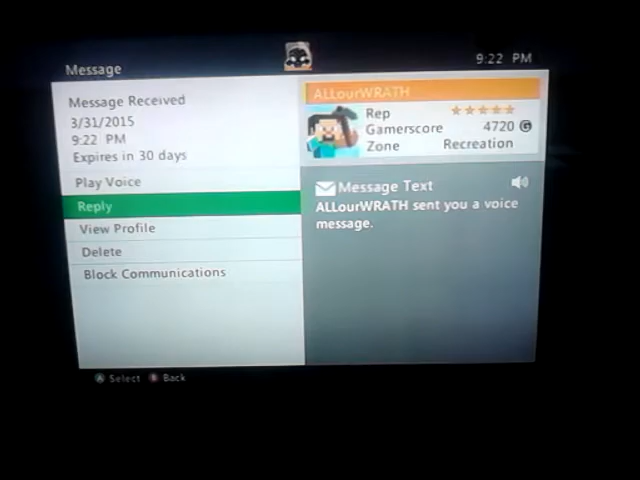 Message
9:22 PM
Message Received
3/31/2015
9:22 PM
Expires in 30 days
Play Voice
Reply
View Profile
Delete
Block Communications
ALLourWRATH
Rep
Gamerscore 4720 G
Zone Recreation
Message Text
ALLourWRATH sent you a voice
message.
A Select B Back